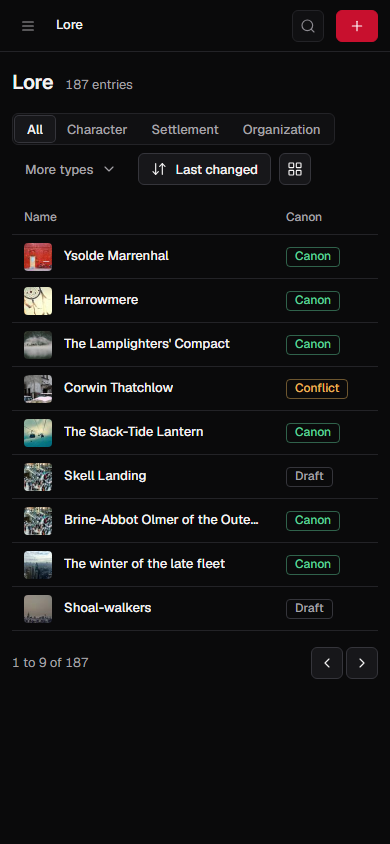 Lore
Lore 187 entries
All Character Settlement Organization
More types Last changed
Name Canon
Ysolde Marrenhal Canon
Harrowmere Canon
The Lamplighters' Compact Canon
Corwin Thatchlow Conflict
The Slack-Tide Lantern Canon
Skell Landing Draft
Brine-Abbot Olmer of the Oute... Canon
The winter of the late fleet Canon
Shoal-walkers Draft
1 to 9 of 187